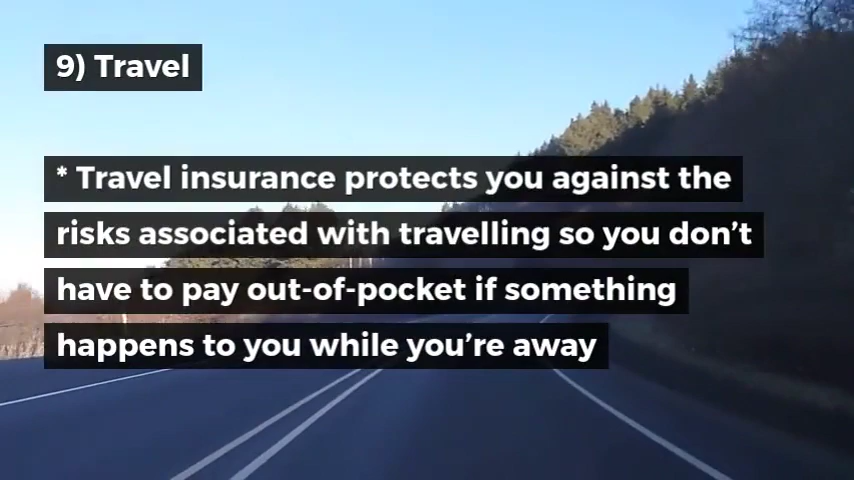 9) Travel
* Travel insurance protects you against the
risks associated with travelling so you don’t
have to pay out-of-pocket if something
happens to you while you’re away